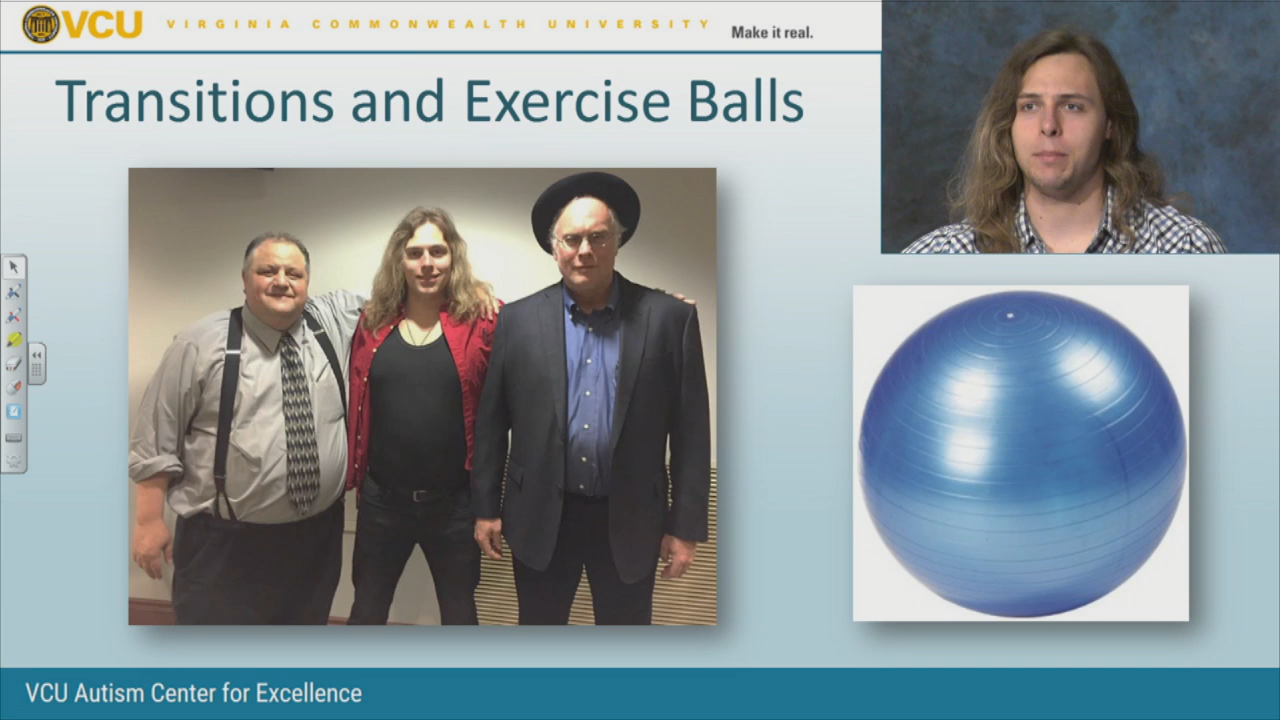 VCU VIRGINIA COMMONWEALTH UNIVERSITY Make it real.
Transitions and Exercise Balls
VCU Autism Center for Excellence